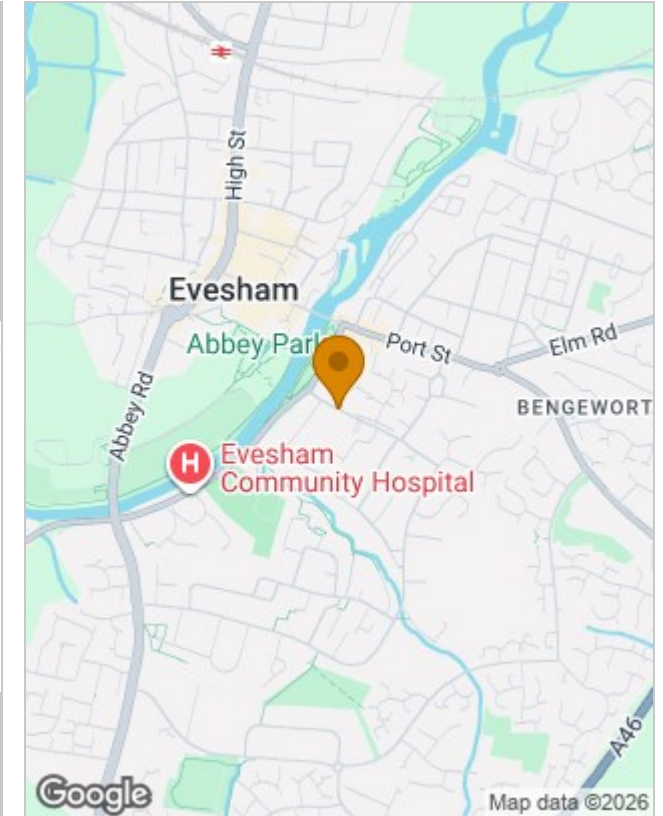 High St
Evesham
Abbey Park
Port St
Elm Rd
Abbey Rd
BENGEWORT
H
Evesham
Community Hospital
A46
Google
Map data ©2026